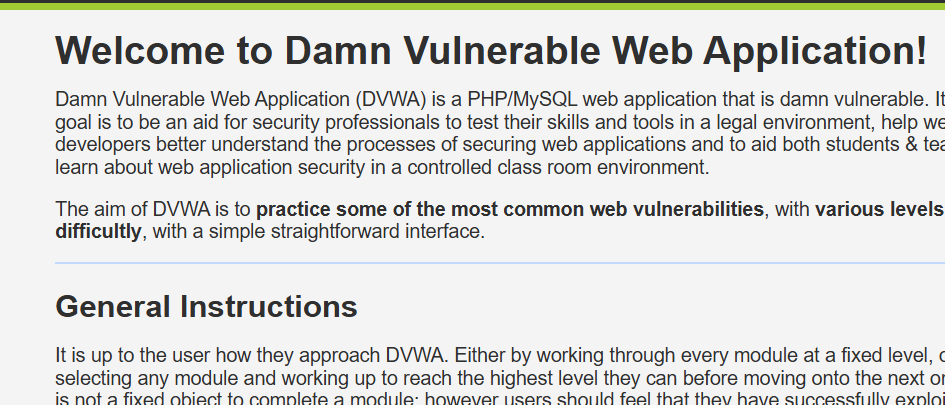 Welcome to Damn Vulnerable Web Application!
Damn Vulnerable Web Application (DVWA) is a PHP/MySQL web application that is damn vulnerable. It
goal is to be an aid for security professionals to test their skills and tools in a legal environment, help we
developers better understand the processes of securing web applications and to aid both students & tea
learn about web application security in a controlled class room environment.
The aim of DVWA is to practice some of the most common web vulnerabilities, with various levels
difficultly, with a simple straightforward interface.
General Instructions
It is up to the user how they approach DVWA. Either by working through every module at a fixed level, o
selecting any module and working up to reach the highest level they can before moving onto the next on
is not a fixed object to complete a module; however users should feel that they have successfully exploi